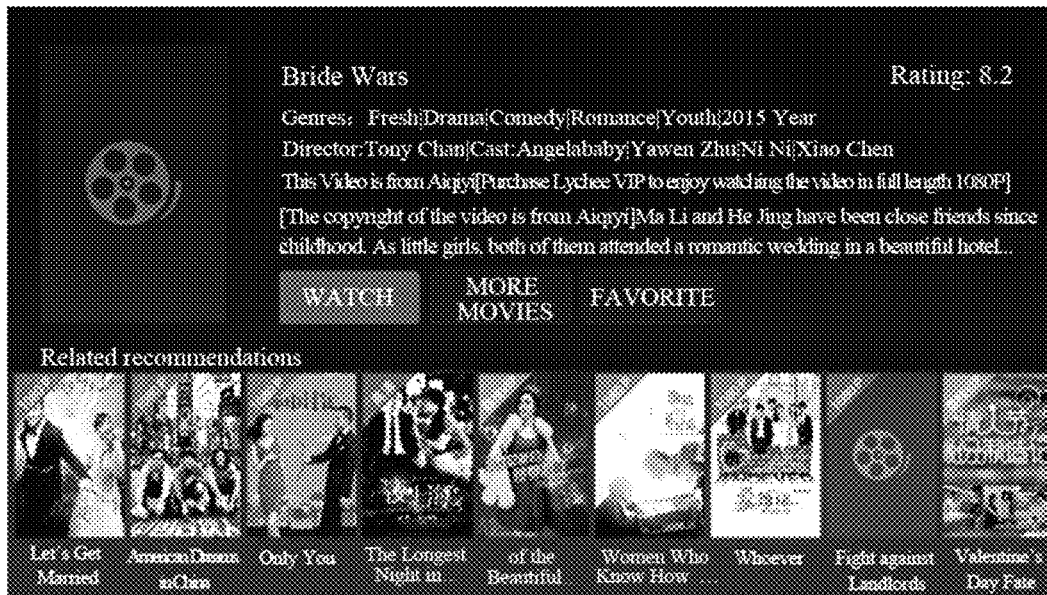 Bride Wars
Rating: 8.2
Genres: Fresh|Drama|Comedy|Romance|Youth|2015 Year
Director:Tony Chan|Cast:Angelababy|Yawen Zhu|Ni Ni|Xiao Chen
This Video is from Aiqiyi[Purchase Lychee VIP to enjoy watching the video in full length 1080P]
[The copyright of the video is from Aiqiyi]Ma Li and He Jing have been close friends since
childhood. As little girls, both of them attended a romantic wedding in a beautiful hotel...
WATCH
MORE
MOVIES
FAVORITE
Related recommendations
Let's Get
Married
American Dreams
in China
Only You
The Longest
Night in...
of the
Beautiful
Women Who
Know How ...
Whoever
Fight against
Landlords
Valentine's
Day Fate